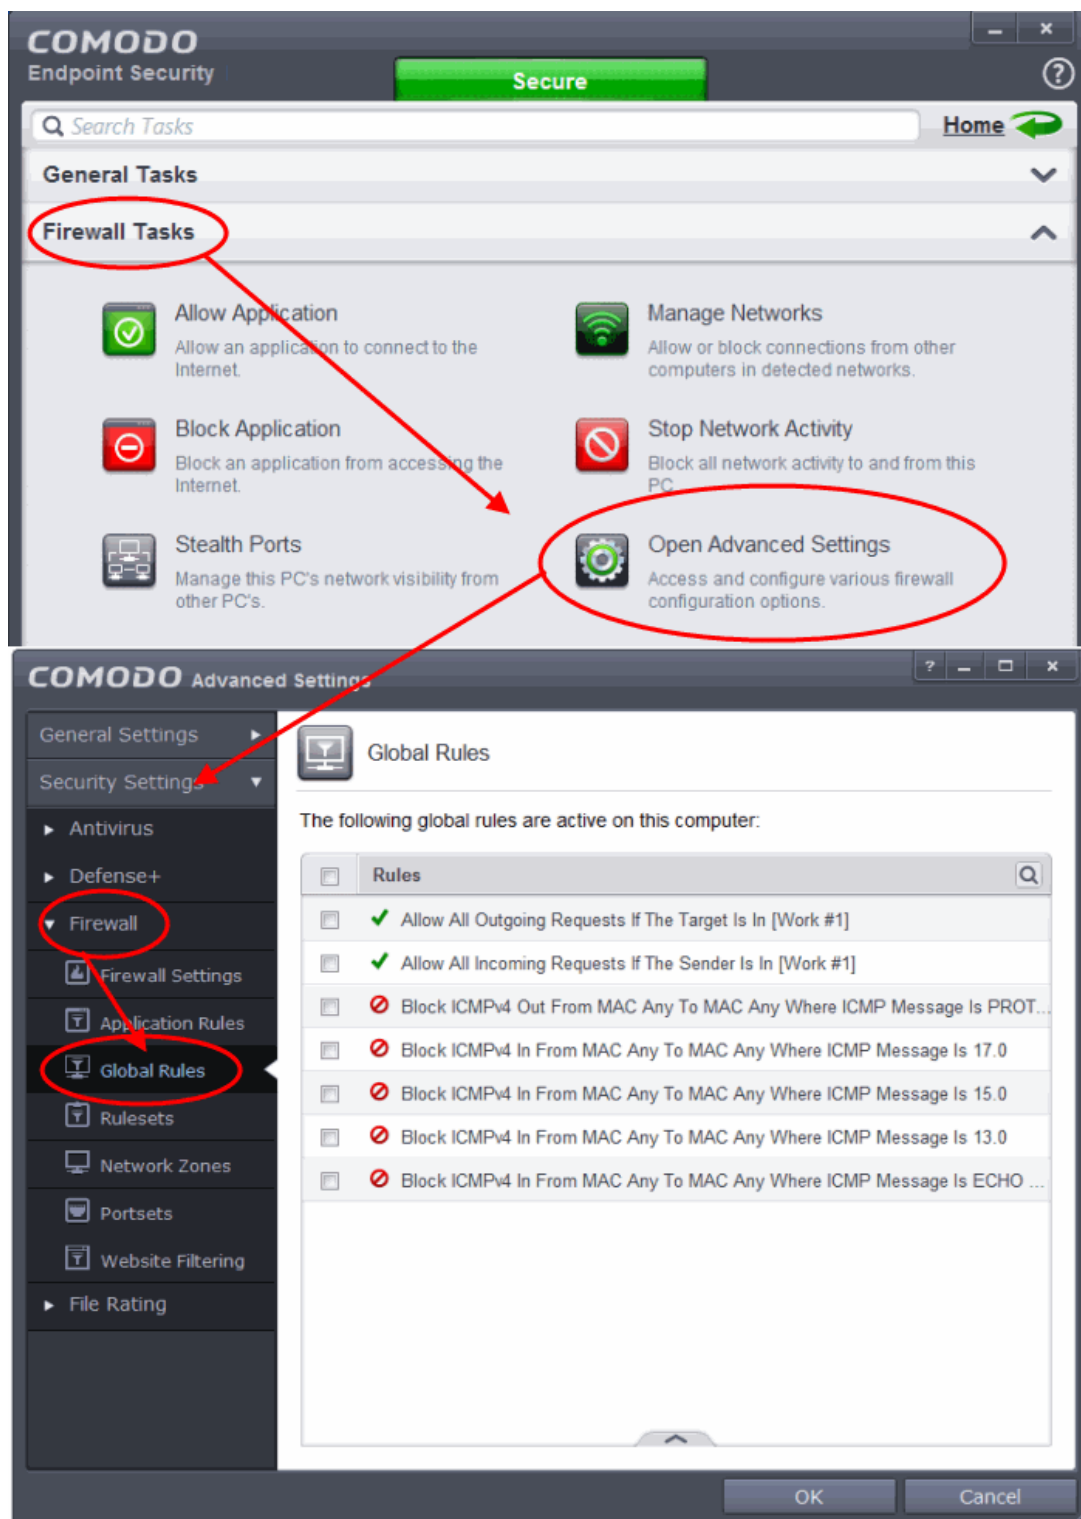 COMODO
Endpoint Security
Secure
Search Tasks
Home
General Tasks
Firewall Tasks
Allow Application
Allow an application to connect to the
Internet.
Manage Networks
Allow or block connections from other
computers in detected networks.
Block Application
Block an application from accessing the
Internet.
Stop Network Activity
Block all network activity to and from this
PC.
Stealth Ports
Manage this PC's network visibility from
other PC's.
Open Advanced Settings
Access and configure various firewall
configuration options.
COMODO Advanced Settings
General Settings
Security Settings
Antivirus
Defense+
Firewall
Firewall Settings
Application Rules
Global Rules
Rulesets
Network Zones
Portsets
Website Filtering
File Rating
Global Rules
The following global rules are active on this computer:
Rules
Allow All Outgoing Requests If The Target Is In [Work #1]
Allow All Incoming Requests If The Sender Is In [Work #1]
Block ICMPv4 Out From MAC Any To MAC Any Where ICMP Message Is PROT...
Block ICMPv4 In From MAC Any To MAC Any Where ICMP Message Is 17.0
Block ICMPv4 In From MAC Any To MAC Any Where ICMP Message Is 15.0
Block ICMPv4 In From MAC Any To MAC Any Where ICMP Message Is 13.0
Block ICMPv4 In From MAC Any To MAC Any Where ICMP Message Is ECHO ...
OK
Cancel